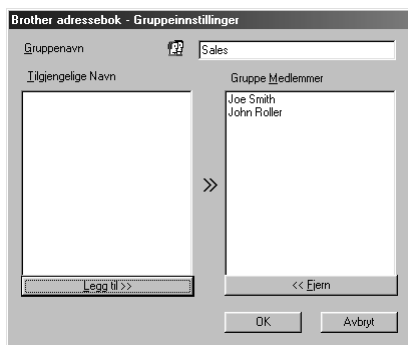 Brother adressebok - Gruppeinnstillinger
Gruppenavn
Sales
Tilgjengelige Navn
Gruppe Medlemmer
Joe Smith
John Roller
Legg til >>
<< Fjern
OK
Avbryt